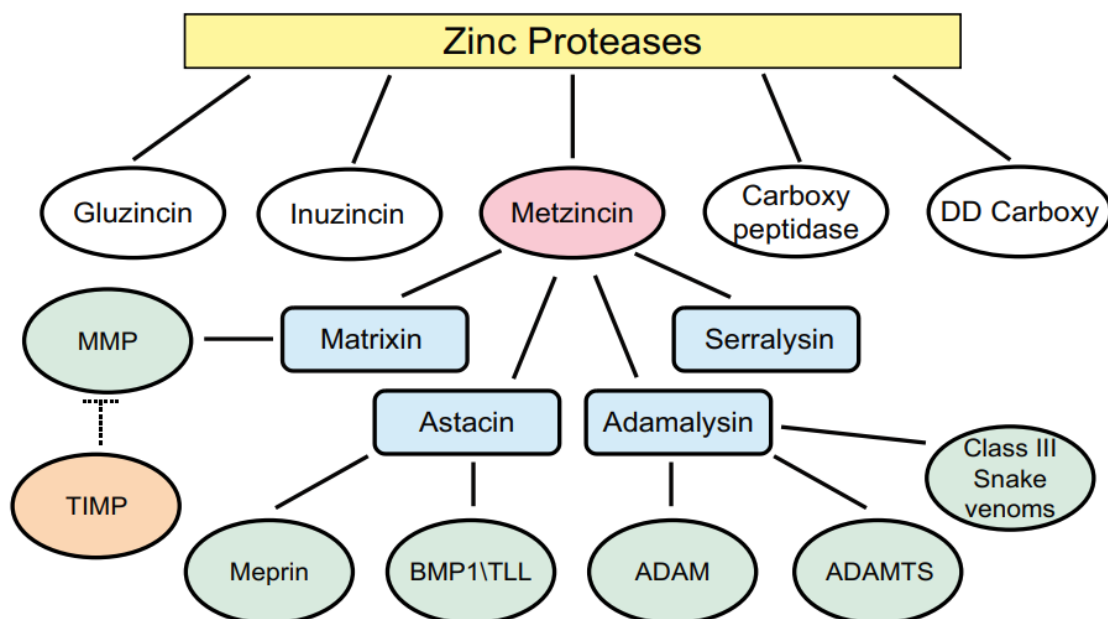 Zinc Proteases
Gluzincin
Inuzincin
Metzincin
Carboxy
peptidase
DD Carboxy
MMP
Matrixin
Serralysin
Astacin
Adamalysin
Class III
Snake
venoms
TIMP
Meprin
BMP1\TLL
ADAM
ADAMTS